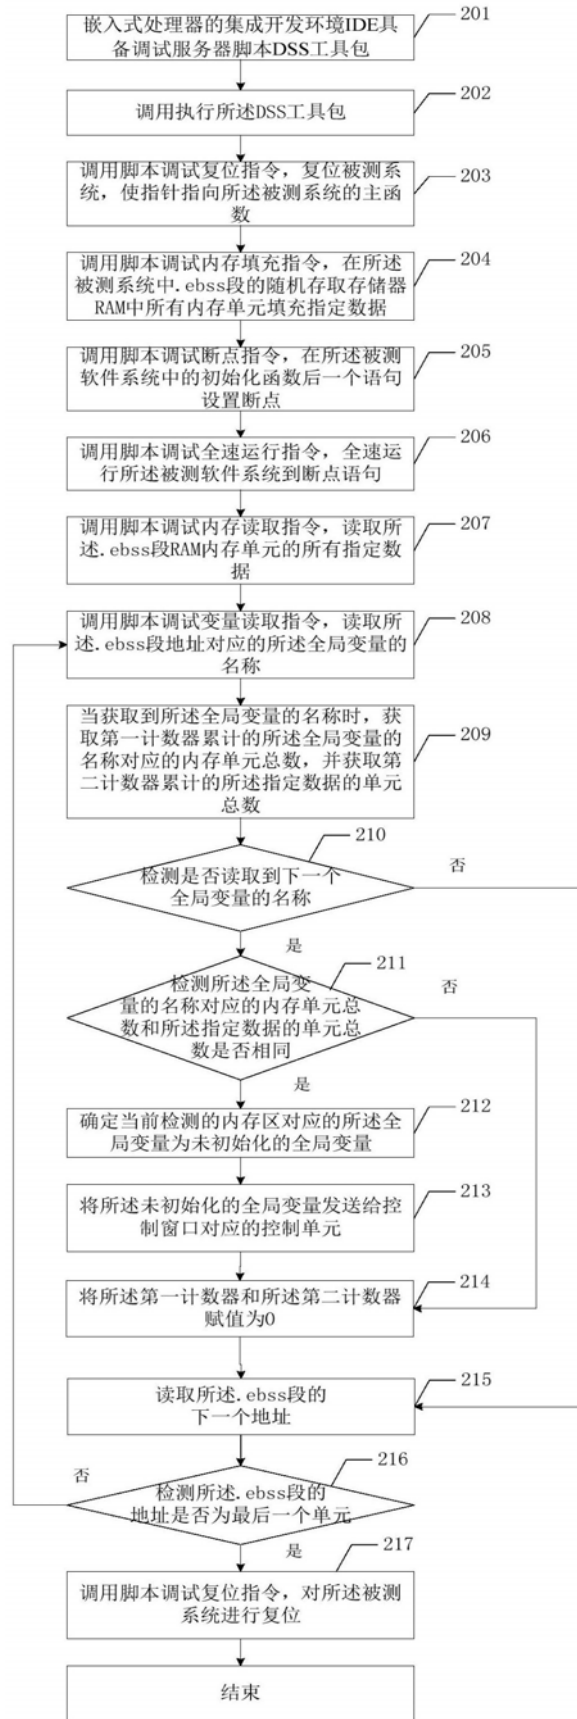 嵌入式处理器的集成开发环境IDE具
备调试服务器脚本DSS工具包
201
调用执行所述DSS工具包
202
调用脚本调试复位指令，复位被测系
统，使指针指向所述被测系统的主函
数
203
调用脚本调试内存填充指令，在所述
被测系统中.ebss段的随机存取存储器
RAM中所有内存单元填充指定数据
204
调用脚本调试断点指令，在所述被测
软件系统中的初始化函数后一个语句
设置断点
205
调用脚本调试全速运行指令，全速运
行所述被测软件系统到断点语句
206
调用脚本调试内存读取指令，读取所
述.ebss段RAM内存单元的所有指定数
据
207
调用脚本调试变量读取指令，读取所
述.ebss段地址对应的所述全局变量的
名称
208
当获取到所述全局变量的名称时，获
取第一计数器累计的所述全局变量的
名称对应的内存单元总数，并获取第
二计数器累计的所述指定数据的单元
总数
209
检测是否读取到下一个
全局变量的名称
210
否
是
检测所述全局变
量的名称对应的内存单元总
数和所述指定数据的单元总
数是否相同
211
否
是
确定当前检测的内存区对应的所述全
局变量为未初始化的全局变量
212
将所述未初始化的全局变量发送给控
制窗口对应的控制单元
213
将所述第一计数器和所述第二计数器
赋值为0
214
读取所述.ebss段的
下一个地址
215
否
检测所述.ebss段的
地址是否为最后一个单元
216
是
调用脚本调试复位指令，对所述被测
系统进行复位
217
结束